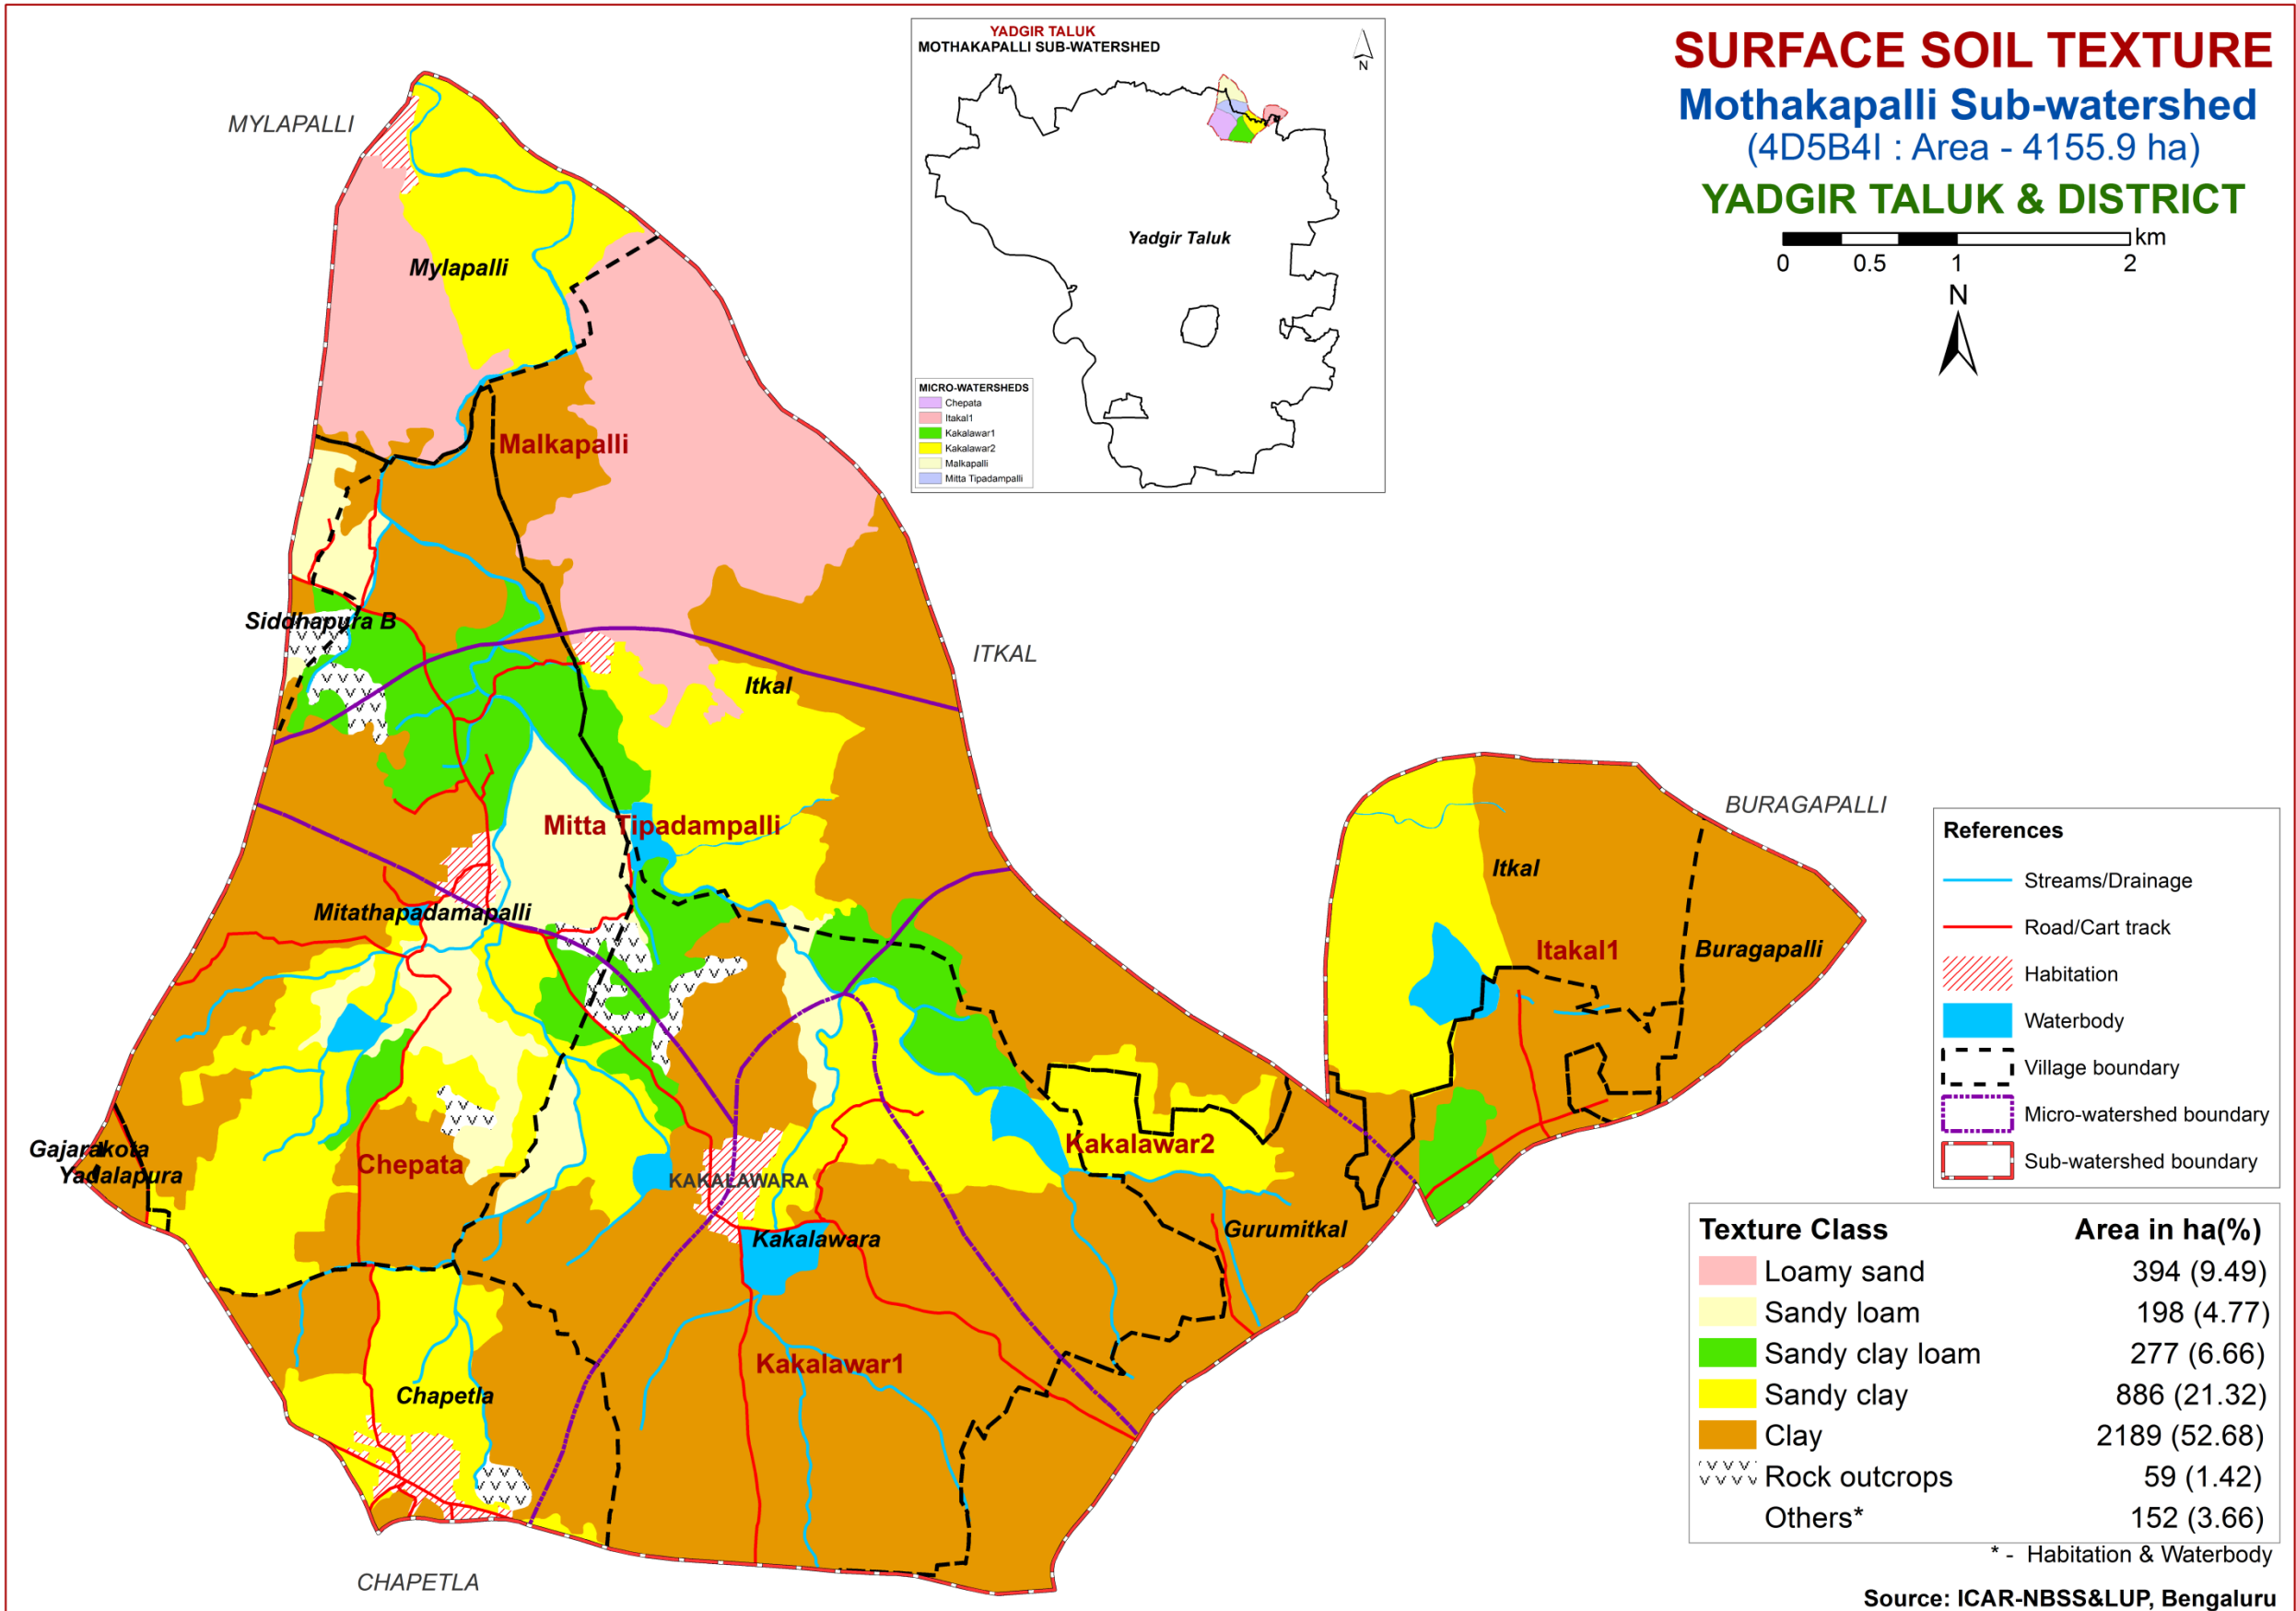 SURFACE SOIL TEXTURE
Mothakapalli Sub-watershed
(4D5B4I : Area - 4155.9 ha)
YADGIR TALUK & DISTRICT
km
0 0.5 1 2
N
YADGIR TALUK
MOTHAKAPALLI SUB-WATERSHED
N
Yadgir Taluk
MICRO-WATERSHEDS
Chepata
Itakal1
Kakalawar1
Kakalawar2
Malkapalli
Mitta Tipadampalli
MYLAPALLI
Mylapalli
Malkapalli
Siddhapura B
ITKAL
Itkal
Mitta Tipadampalli
BURAGAPALLI
Itkal
Mitathapadamapalli
Itakal1
Buragapalli
Gajarakota
Yadalapura
Chepata
KAKALAWARA
Kakalawar2
Kakalawara
Gurumitkal
Kakalawar1
Chapetla
CHAPETLA
References
Streams/Drainage
Road/Cart track
Habitation
Waterbody
Village boundary
Micro-watershed boundary
Sub-watershed boundary
Texture Class Area in ha(%)
Loamy sand 394 (9.49)
Sandy loam 198 (4.77)
Sandy clay loam 277 (6.66)
Sandy clay 886 (21.32)
Clay 2189 (52.68)
Rock outcrops 59 (1.42)
Others* 152 (3.66)
* - Habitation & Waterbody
Source: ICAR-NBSS&LUP, Bengaluru